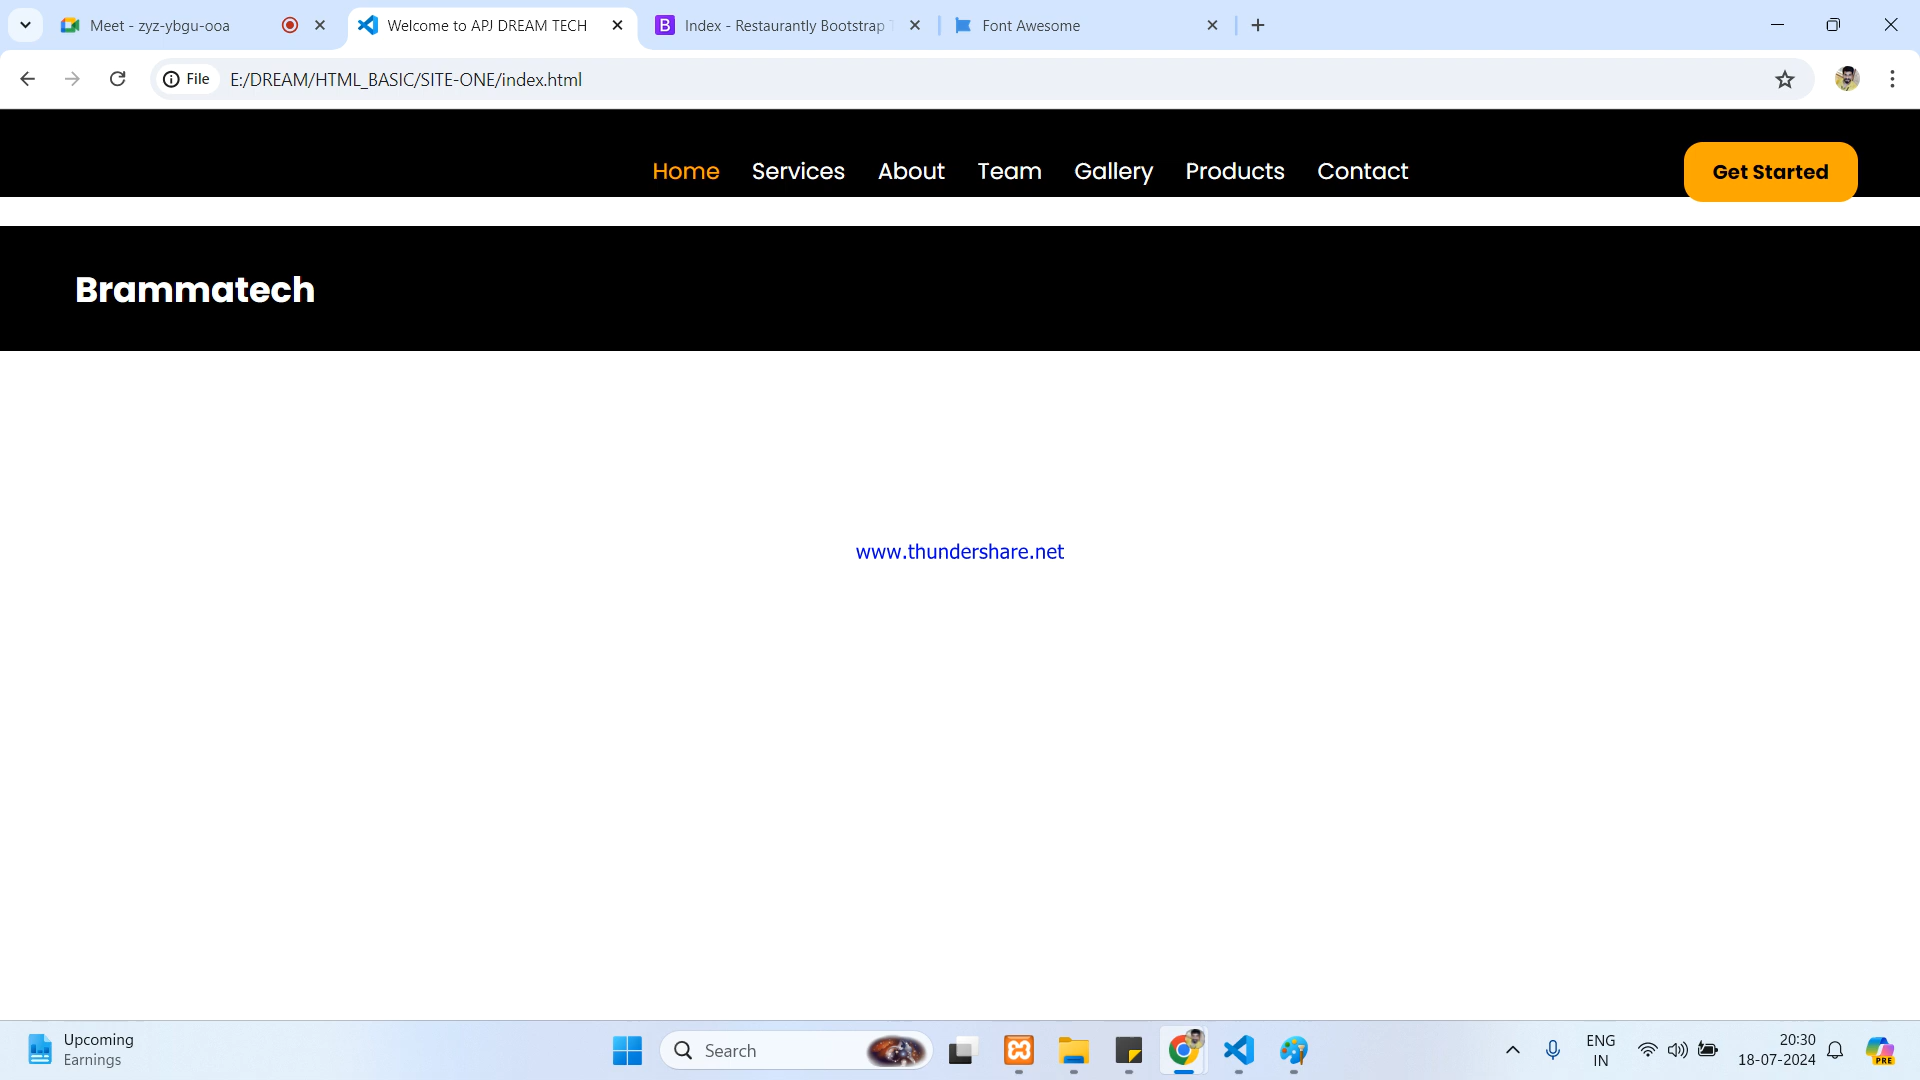 Meet - zyz-ybgu-ooa
Welcome to APJ DREAM TECH
B
Index - Restaurantly Bootstrap
Font Awesome
File
E:/DREAM/HTML_BASIC/SITE-ONE/index.html
Home Services About Team Gallery Products Contact
Get Started
Brammatech
www.thundershare.net
Upcoming
Earnings
Search
ENG
IN
20:30
18-07-2024
PRE